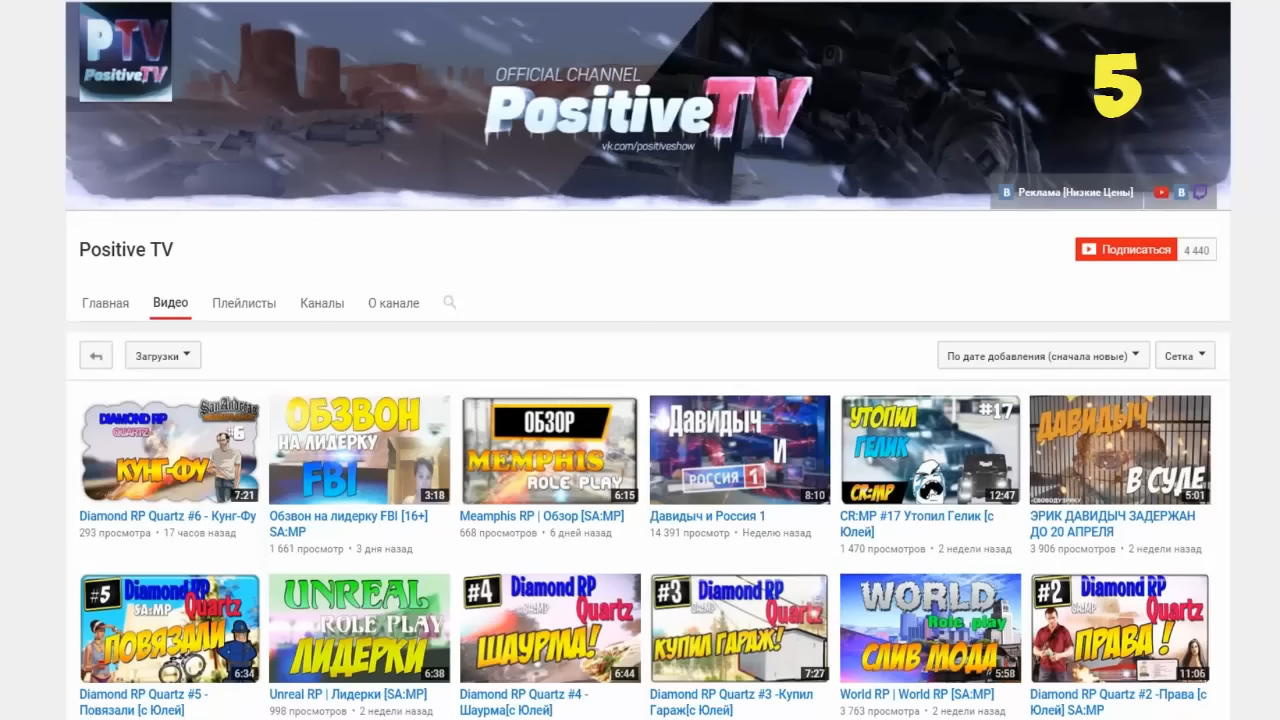 PTV
PositiveTV
OFFICIAL CHANNEL
PositiveTV
vk.com/positiveshow
5
Реклама [Низкие Цены]
Positive TV
Подписаться
4 440
Главная
Видео
Плейлисты
Каналы
О канале
Загрузки
По дате добавления (сначала новые)
Сетка
DIAMOND RP
QUARTZ
SanAndreas
#6
КУНГ-ФУ
7:21
ОБЗВОН
НА ЛИДЕРКУ
FBI
3:18
ОБЗОР
MEMPHIS
ROLE PLAY
6:15
Давидыч
И
РОССИЯ 1
8:10
УТОПИЛ
ГЕЛИК
#17
CR:MP
12:47
ДАВИДЫЧ
В СУДЕ
#СВОБОДУЭРИКУ
5:01
Diamond RP Quartz #6 - Кунг-Фу
293 просмотра • 17 часов назад
Обзвон на лидерку FBI [16+]
SA:MP
1 661 просмотр • 3 дня назад
Meamphis RP | Обзор [SA:MP]
668 просмотров • 6 дней назад
Давидыч и Россия 1
14 391 просмотр • Неделю назад
CR:MP #17 Утопил Гелик [с
Юлей]
1 470 просмотров • 2 недели назад
ЭРИК ДАВИДЫЧ ЗАДЕРЖАН
ДО 20 АПРЕЛЯ
3 906 просмотров • 2 недели назад
#5
Diamond RP
SA:MP
Quartz
ПОВЯЗАЛИ
6:34
UNREAL
ROLE PLAY
ЛИДЕРКИ
6:38
#4
Diamond RP
SA:MP
Quartz
ШАУРМА!
6:44
#3
Diamond RP
SA:MP
Quartz
КУПИЛ ГАРАЖ!
7:27
WORLD
Role play
СЛИВ МОДА
5:58
#2
Diamond RP
SA:MP
Quartz
ПРАВА !
11:06
Diamond RP Quartz #5 -
Повязали [с Юлей]
Unreal RP | Лидерки [SA:MP]
998 просмотров • 2 недели назад
Diamond RP Quartz #4 -
Шаурма[с Юлей]
Diamond RP Quartz #3 -Купил
Гараж[с Юлей]
World RP | World RP [SA:MP]
3 763 просмотра • 2 недели назад
Diamond RP Quartz #2 -Права [с
Юлей] SA:MP